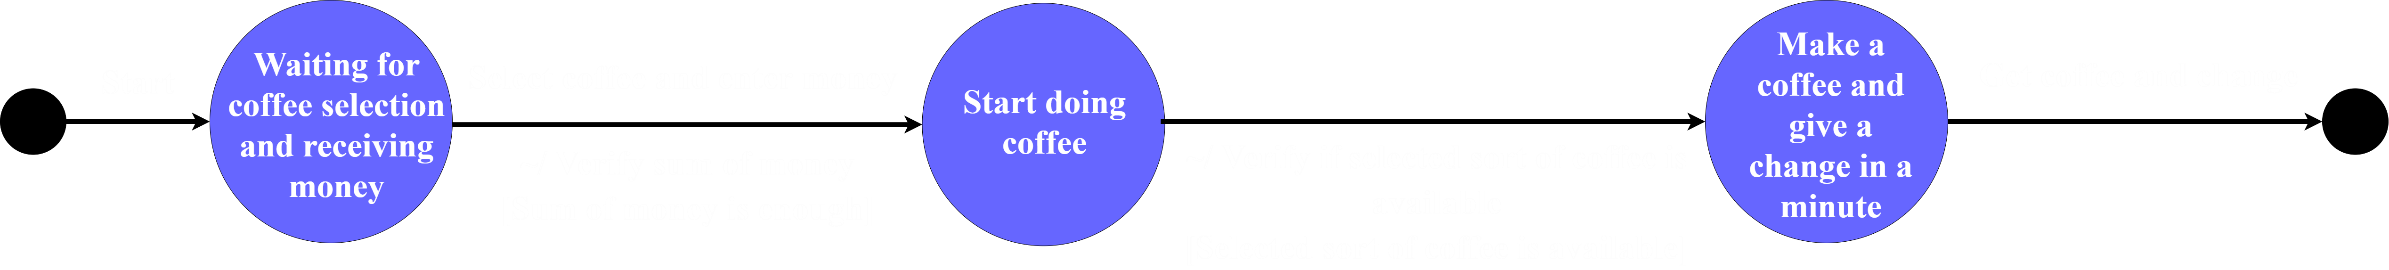 Waiting for
coffee selection
and receiving
money
Start doing
coffee
Make a
coffee and
give a
change in a
minute